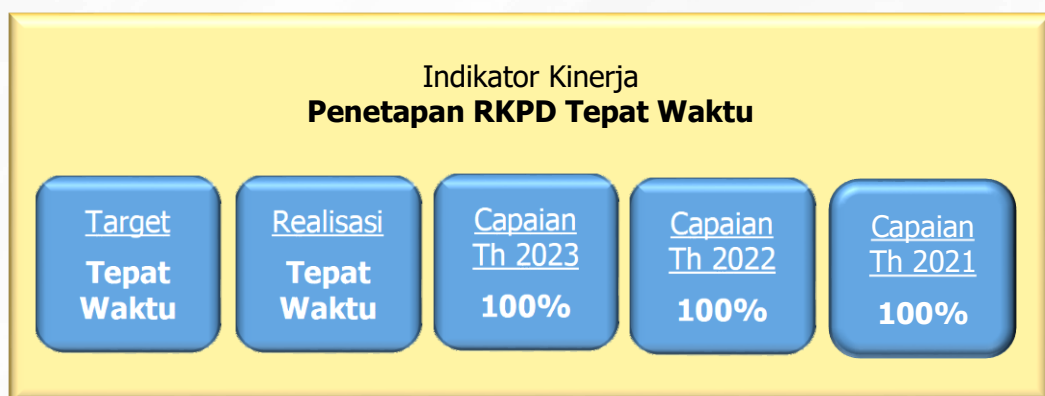 Indikator Kinerja
Penetapan RKPD Tepat Waktu
Target
Tepat
Waktu
Realisasi
Tepat
Waktu
Capaian
Th 2023
100%
Capaian
Th 2022
100%
Capaian
Th 2021
100%